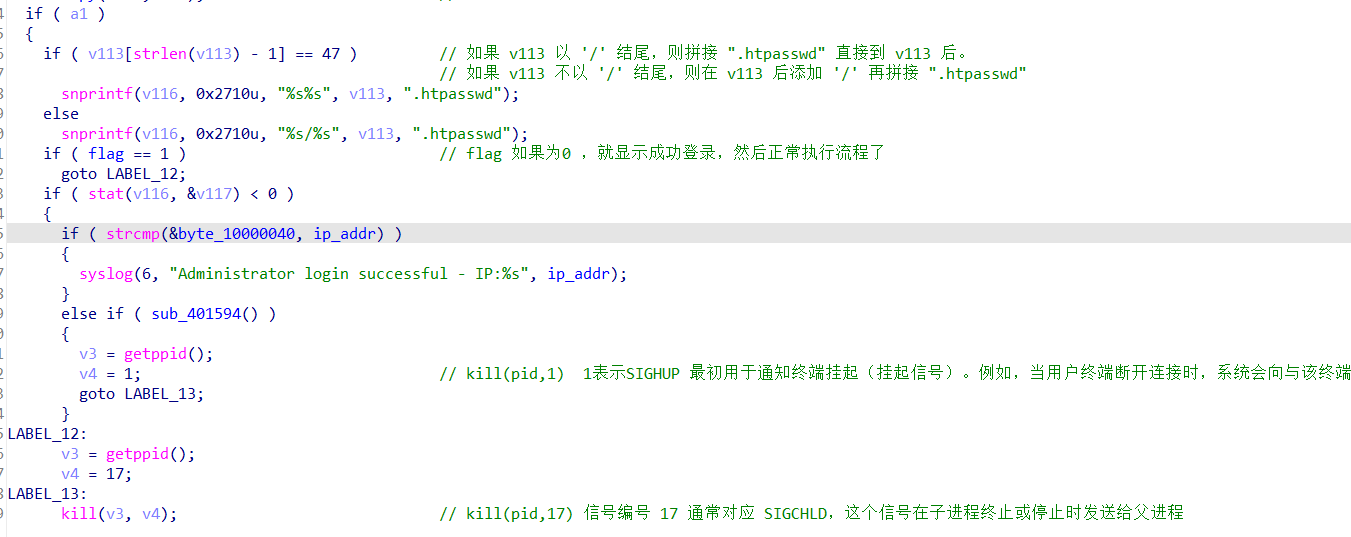 if ( a1 )
{
if ( v113[strlen(v113) - 1] == 47 ) // 如果 v113 以 '/' 结尾，则拼接 ".htpasswd" 直接到 v113 后。
// 如果 v113 不以 '/' 结尾，则在 v113 后添加 '/' 再拼接 ".htpasswd"
snprintf(v116, 0x2710u, "%s%s", v113, ".htpasswd");
else
snprintf(v116, 0x2710u, "%s/%s", v113, ".htpasswd");
if ( flag == 1 ) // flag 如果为0 ，就显示成功登录，然后正常执行流程了
goto LABEL_12;
if ( stat(v116, &v117) < 0 )
{
if ( strcmp(&byte_10000040, ip_addr) )
{
syslog(6, "Administrator login successful - IP:%s", ip_addr);
}
else if ( sub_401594() )
{
v3 = getppid();
v4 = 1; // kill(pid,1) 1表示SIGHUP 最初用于通知终端挂起（挂起信号）。例如，当用户终端断开连接时，系统会向与该终端
goto LABEL_13;
}
LABEL_12:
v3 = getppid();
v4 = 17;
LABEL_13:
kill(v3, v4); // kill(pid,17) 信号编号 17 通常对应 SIGCHLD，这个信号在子进程终止或停止时发送给父进程